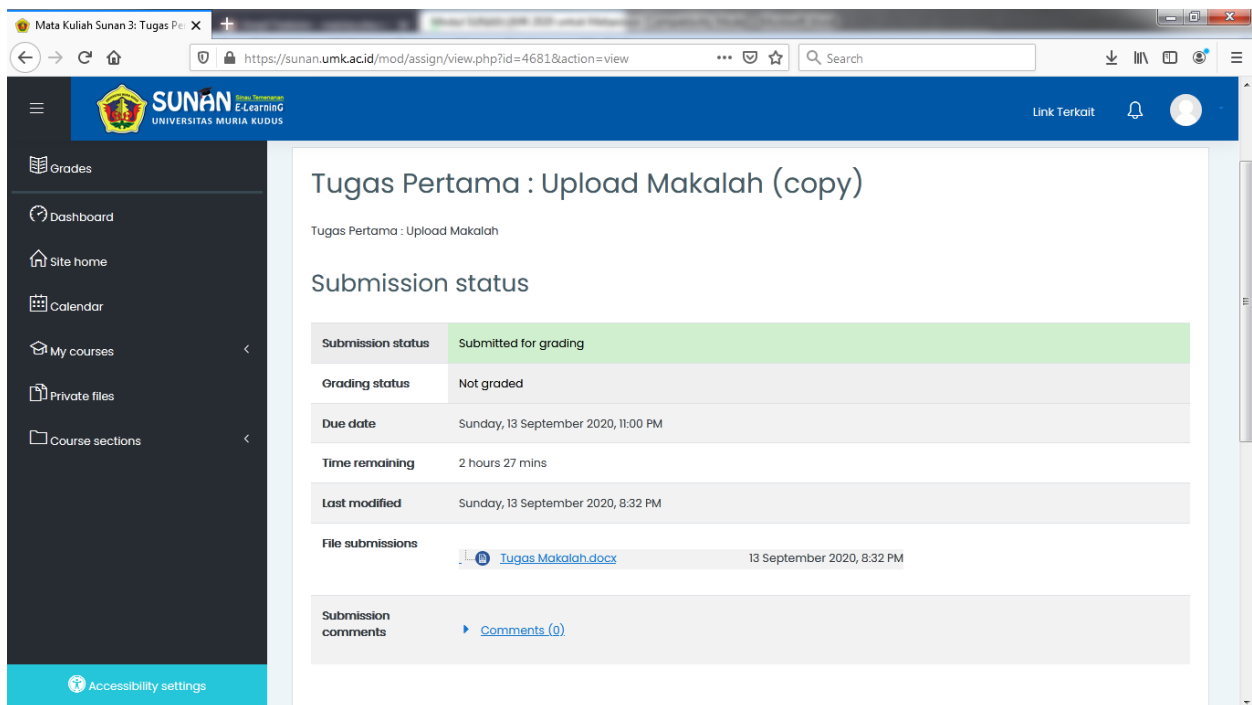 Mata Kuliah Sunan 3: Tugas Per
https://sunan.umk.ac.id/mod/assign/view.php?id=4681&action=view
Search
SUNAN Sinau Temenanan E-LearninG
UNIVERSITAS MURIA KUDUS
Link Terkait
Grades
Dashboard
Site home
Calendar
My courses
Private files
Course sections
Accessibility settings
Tugas Pertama : Upload Makalah (copy)
Tugas Pertama : Upload Makalah
Submission status
Submission status Submitted for grading
Grading status Not graded
Due date Sunday, 13 September 2020, 11:00 PM
Time remaining 2 hours 27 mins
Last modified Sunday, 13 September 2020, 8:32 PM
File submissions
Tugas Makalah.docx 13 September 2020, 8:32 PM
Submission
comments
Comments (0)